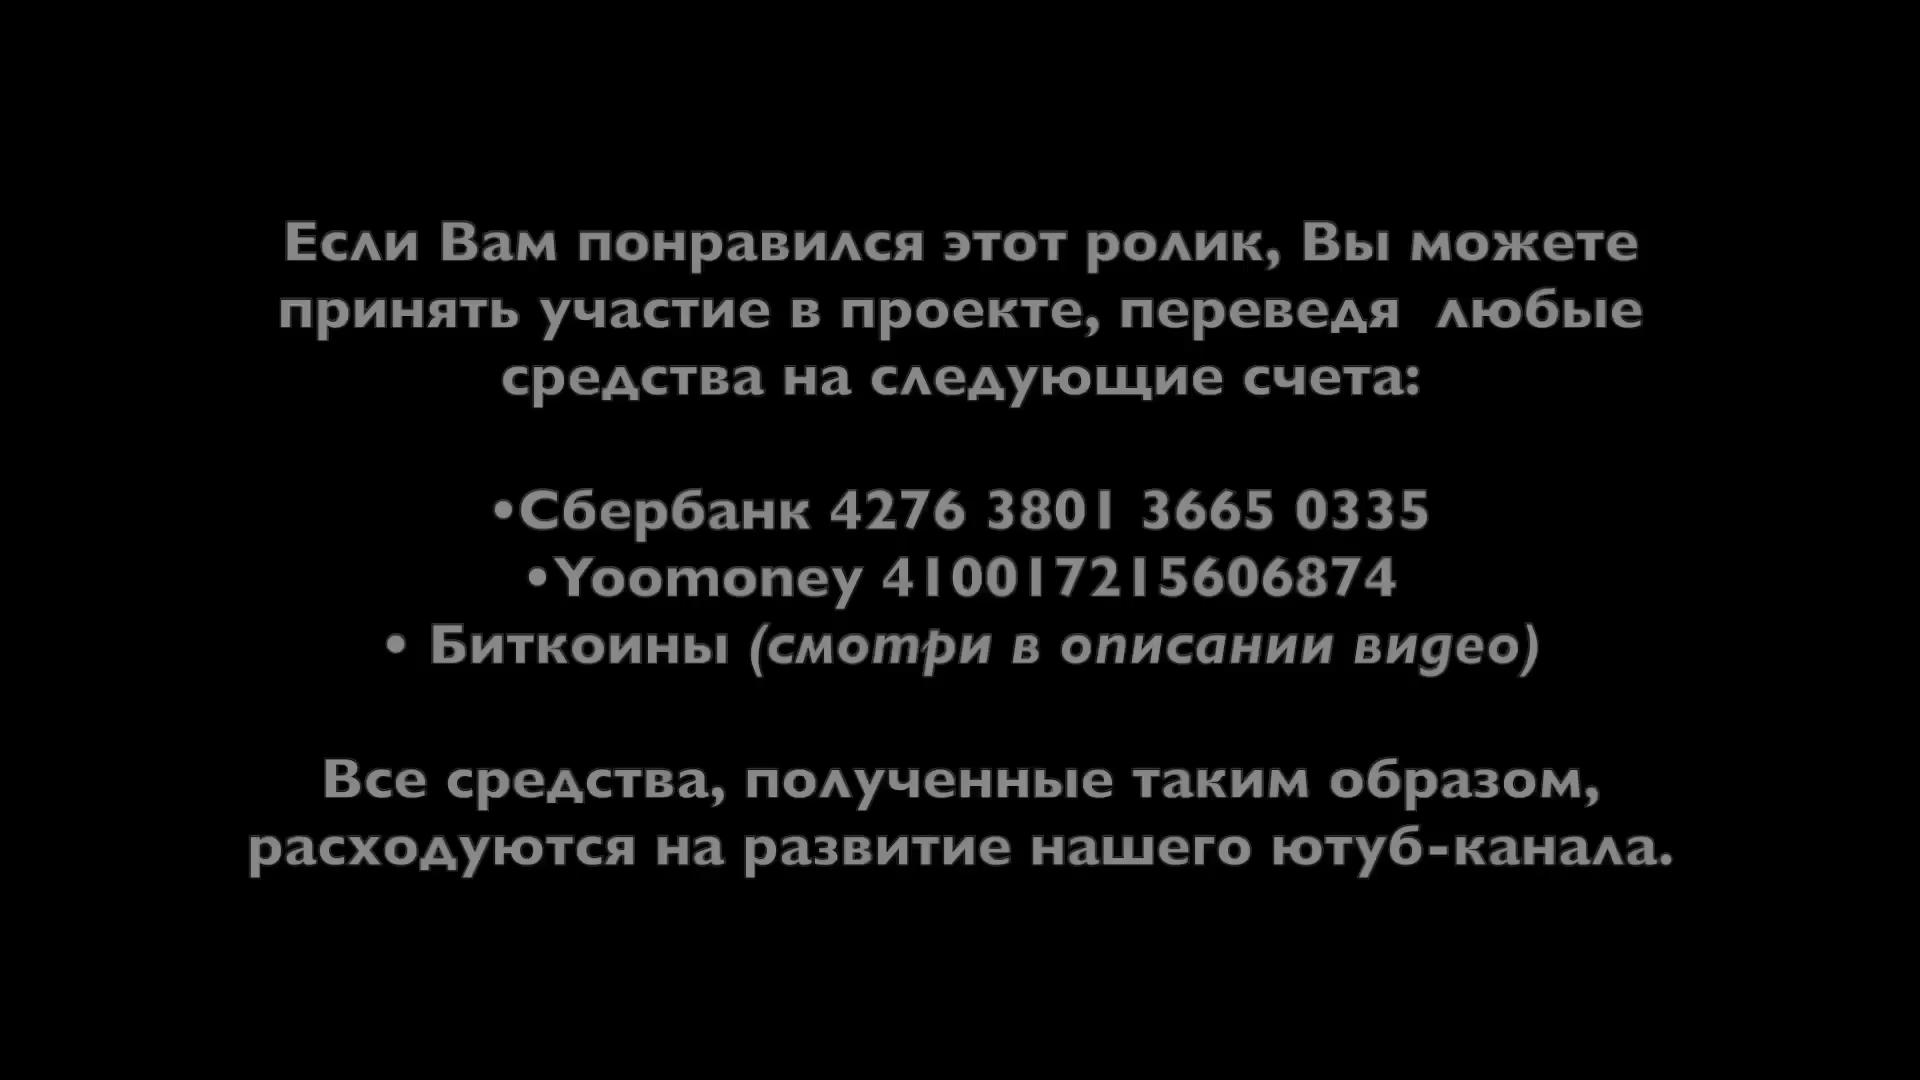 Если Вам понравился этот ролик, Вы можете
принять участие в проекте, переведя  любые
средства на следующие счета:
•Сбербанк 4276 3801 3665 0335
•Yoomoney 410017215606874
• Биткоины (смотри в описании видео)
Все средства, полученные таким образом,
расходуются на развитие нашего ютуб-канала.